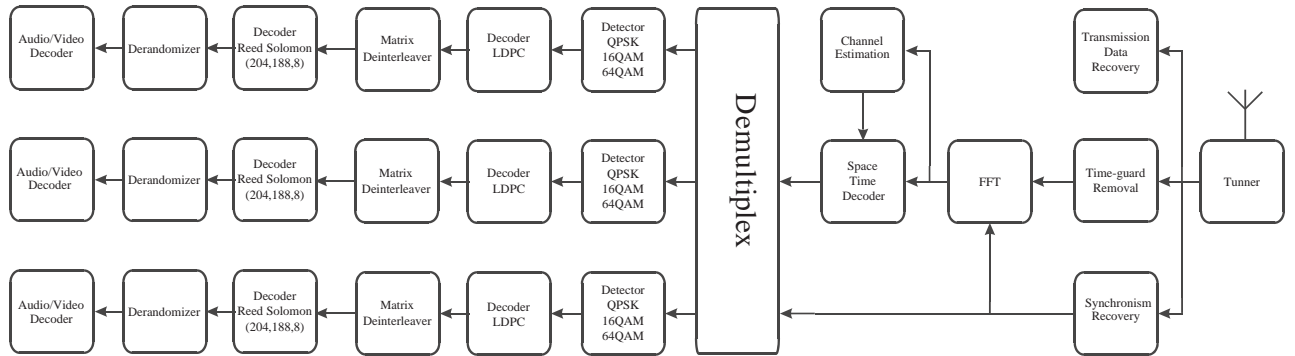 Audio/Video
Decoder
Derandomizer
Decoder
Reed Solomon
(204,188,8)
Matrix
Deinterleaver
Decoder
LDPC
Detector
QPSK
16QAM
64QAM
Demultiplex
Channel
Estimation
Transmission
Data
Recovery
Audio/Video
Decoder
Derandomizer
Decoder
Reed Solomon
(204,188,8)
Matrix
Deinterleaver
Decoder
LDPC
Detector
QPSK
16QAM
64QAM
Space
Time
Decoder
FFT
Time-guard
Removal
Tunner
Audio/Video
Decoder
Derandomizer
Decoder
Reed Solomon
(204,188,8)
Matrix
Deinterleaver
Decoder
LDPC
Detector
QPSK
16QAM
64QAM
Synchronism
Recovery